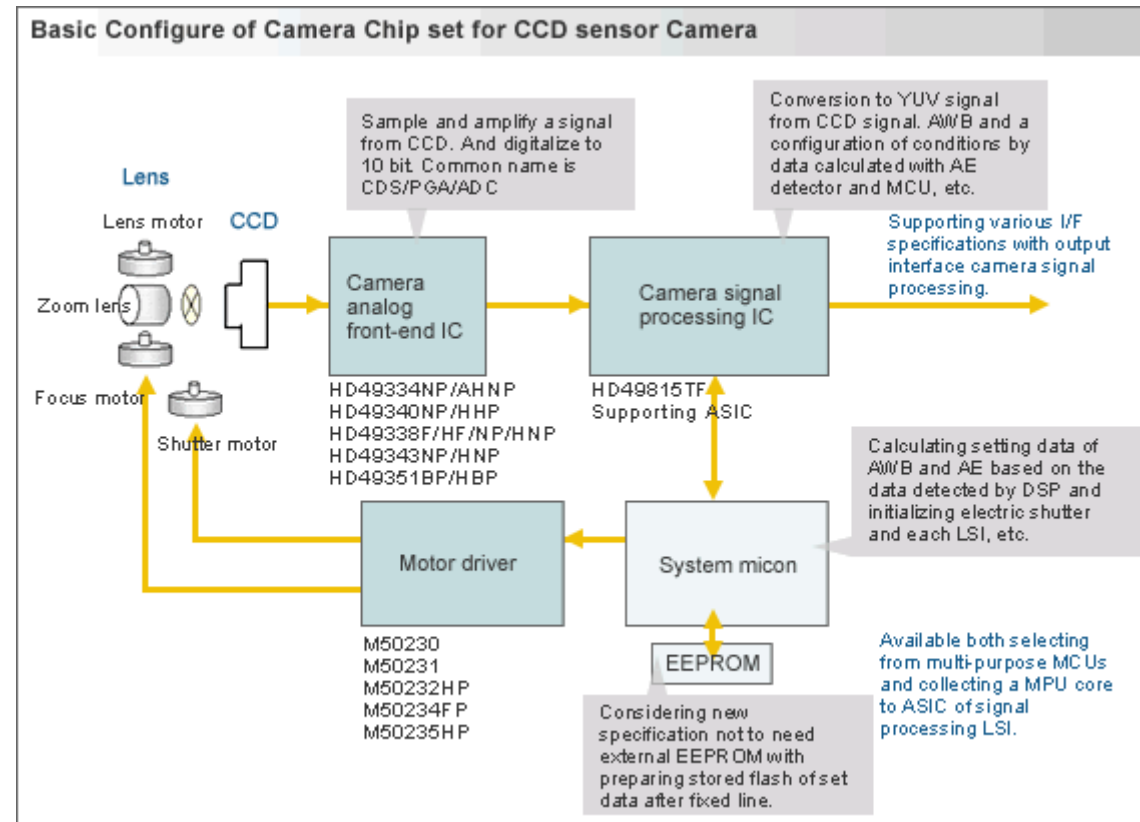 Basic Configure of Camera Chip set for CCD sensor Camera
Sample and amplify a signal
from CCD. And digitalize to
10 bit. Common name is
CDS/PGA/ADC
Conversion to YUV signal
from CCD signal. AWB and a
configuration of conditions by
data calculated with AE
detector and MCU, etc.
Lens
Lens motor
CCD
Zoom lens
Focus motor
Shutter motor
Camera
analog
front-end IC
Camera signal
processing IC
Supporting various I/F
specifications with output
interface camera signal
processing.
HD49334NP/AHNP
HD49340NP/HHP
HD49338F/HF/NP/HNP
HD49343NP/HNP
HD49351BP/HBP
HD49815TF
Supporting ASIC
Calculating setting data of
AWB and AE based on the
data detected by DSP and
initializing electric shutter
and each LSI, etc.
Motor driver
System micon
M50230
M50231
M50232HP
M50234FP
M50235HP
EEPROM
Available both selecting
from multi-purpose MCUs
and collecting a MPU core
to ASIC of signal
processing LSI.
Considering new
specification not to need
external EEPROM with
preparing stored flash of set
data after fixed line.